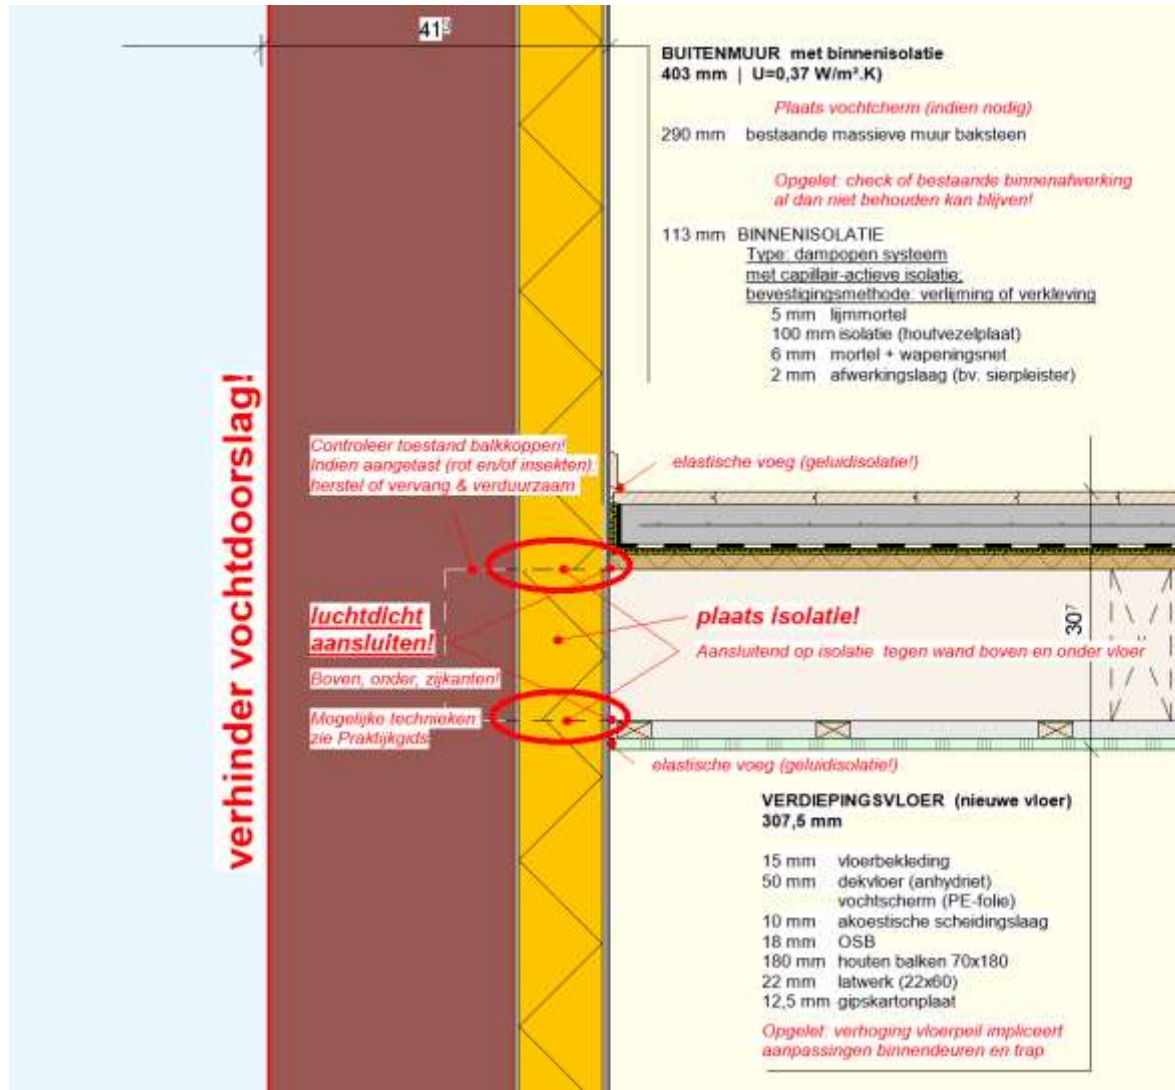 41⁵
BUITENMUUR met binnenisolatie
403 mm | U=0,37 W/m².K)
Plaats vochtcherm (indien nodig)
290 mm bestaande massieve muur baksteen
Opgelet: check of bestaande binnenafwerking
al dan niet behouden kan blijven!
113 mm BINNENISOLATIE
Type: dampopen systeem
met capillair-actieve isolatie;
bevestigingsmethode: verlijming of verkleving
5 mm lijmmortel
100 mm isolatie (houtvezelplaat)
6 mm mortel + wapeningsnet
2 mm afwerkingslaag (bv. sierpleister)
verhinder vochtdoorslag!
Controleer toestand balkkoppen!
Indien aangetast (rot en/of insekten):
herstel of vervang & verduurzaam
elastische voeg (geluidisolatie!)
luchtdicht
aansluiten!
Boven, onder, zijkanten!
Mogelijke technieken
zie Praktijkgids
plaats isolatie!
Aansluitend op isolatie tegen wand boven en onder vloer
30⁷
elastische voeg (geluidisolatie!)
VERDIEPINGSVLOER (nieuwe vloer)
307,5 mm
15 mm vloerbekleding
50 mm dekvloer (anhydriet)
vochtscherm (PE-folie)
10 mm akoestische scheidingslaag
18 mm OSB
180 mm houten balken 70x180
22 mm latwerk (22x60)
12,5 mm gipskartonplaat
Opgelet: verhoging vloerpeil impliceert
aanpassingen binnendeuren en trap